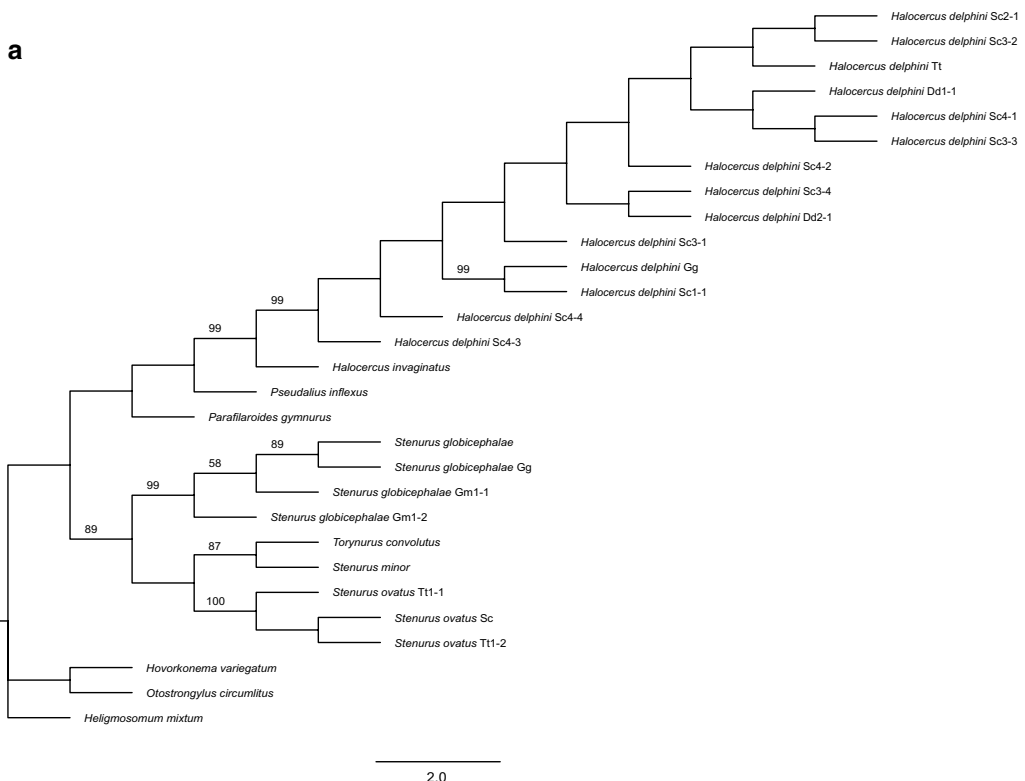 a
Halocercus delphini Sc2-1
Halocercus delphini Sc3-2
Halocercus delphini Tt
Halocercus delphini Dd1-1
Halocercus delphini Sc4-1
Halocercus delphini Sc3-3
Halocercus delphini Sc4-2
Halocercus delphini Sc3-4
Halocercus delphini Dd2-1
Halocercus delphini Sc3-1
99
Halocercus delphini Gg
Halocercus delphini Sc1-1
99
Halocercus delphini Sc4-4
99
Halocercus delphini Sc4-3
Halocercus invaginatus
Pseudalius inflexus
Parafilaroides gymnurus
89
Stenurus globicephalae
58
Stenurus globicephalae Gg
99
Stenurus globicephalae Gm1-1
Stenurus globicephalae Gm1-2
89
87
Torynurus convolutus
Stenurus minor
100
Stenurus ovatus Tt1-1
Stenurus ovatus Sc
Stenurus ovatus Tt1-2
Hovorkonema variegatum
Otostrongylus circumlitus
Heligmosomum mixtum
2.0